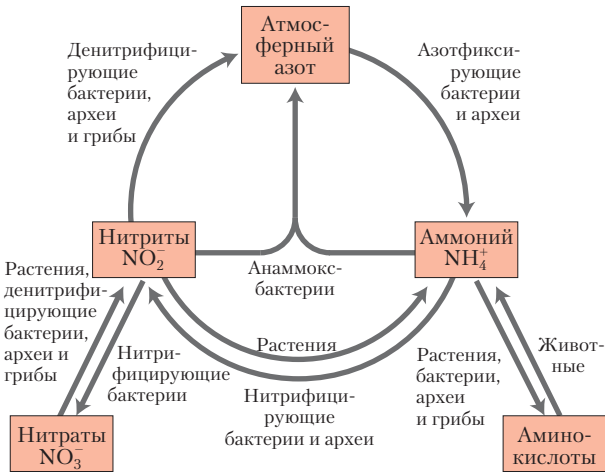 Атмос-
ферный
азот
Денитрифици-
рующие
бактерии,
археи
и грибы
Азотфикси-
рующие
бактерии
и археи
Нитриты
NO₂⁻
Аммоний
NH₄⁺
Анаммокс-
бактерии
Растения,
денитрифи-
цирующие
бактерии,
археи и
грибы
Нитри-
фицирующие
бактерии
Растения
Нитрифици-
рующие
бактерии и археи
Растения,
бактерии,
археи
и грибы
Живот-
ные
Нитраты
NO₃⁻
Амино-
кислоты